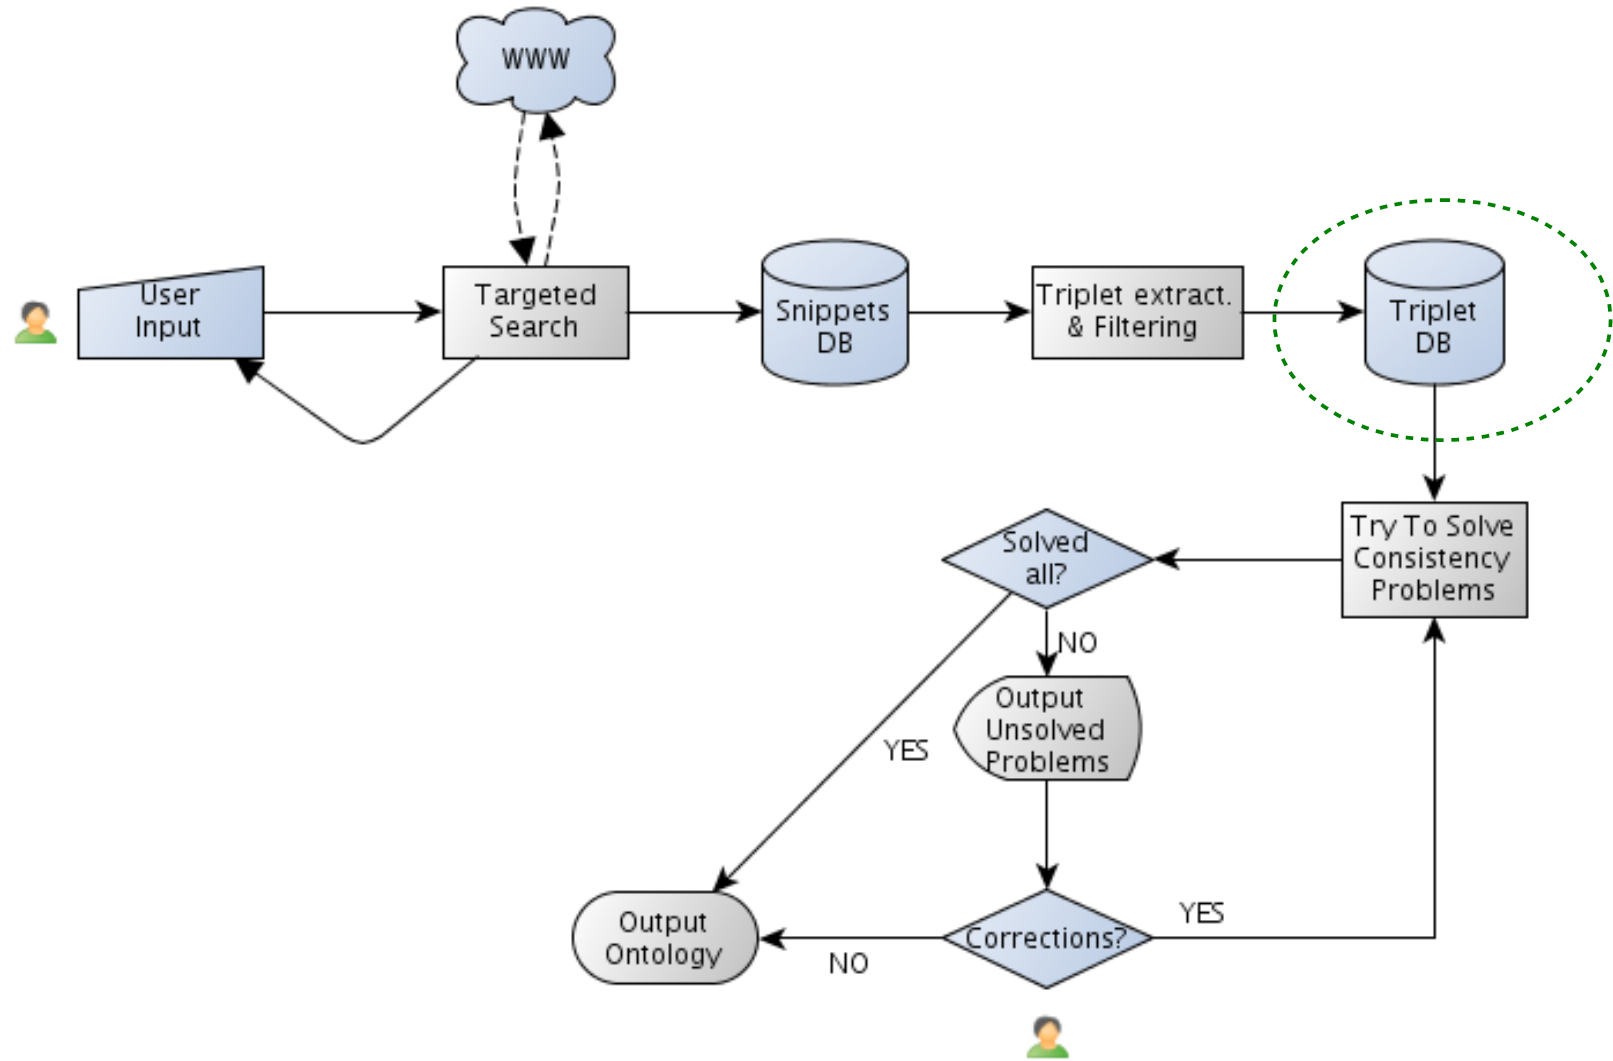 WWW
User
Input
Targeted
Search
Snippets
DB
Triplet extract.
& Filtering
Triplet
DB
Try To Solve
Consistency
Problems
Solved
all?
NO
Output
Unsolved
Problems
YES
Corrections?
YES
NO
Output
Ontology